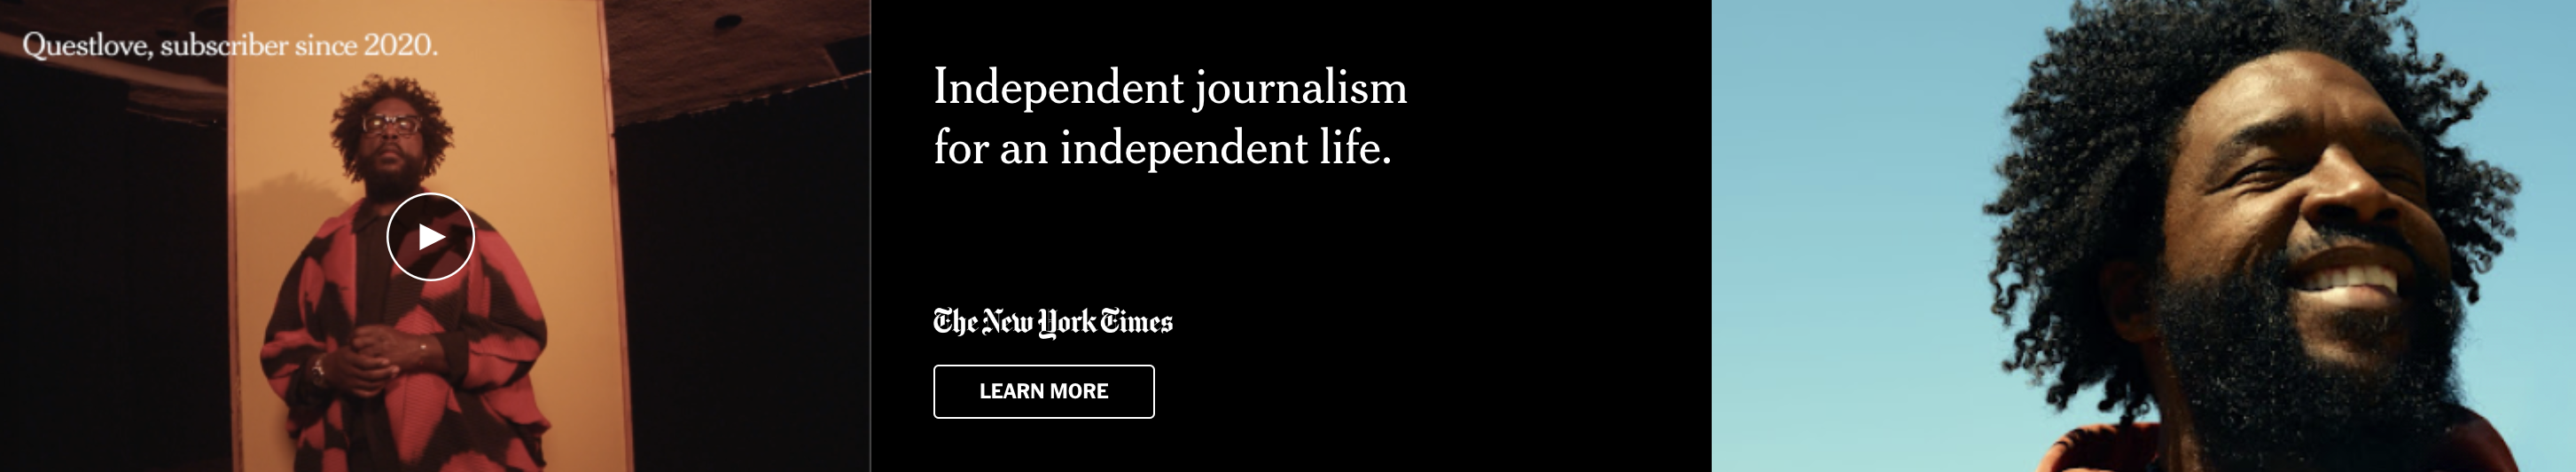 Questlove, subscriber since 2020.
Independent journalism
for an independent life.
The New York Times
LEARN MORE